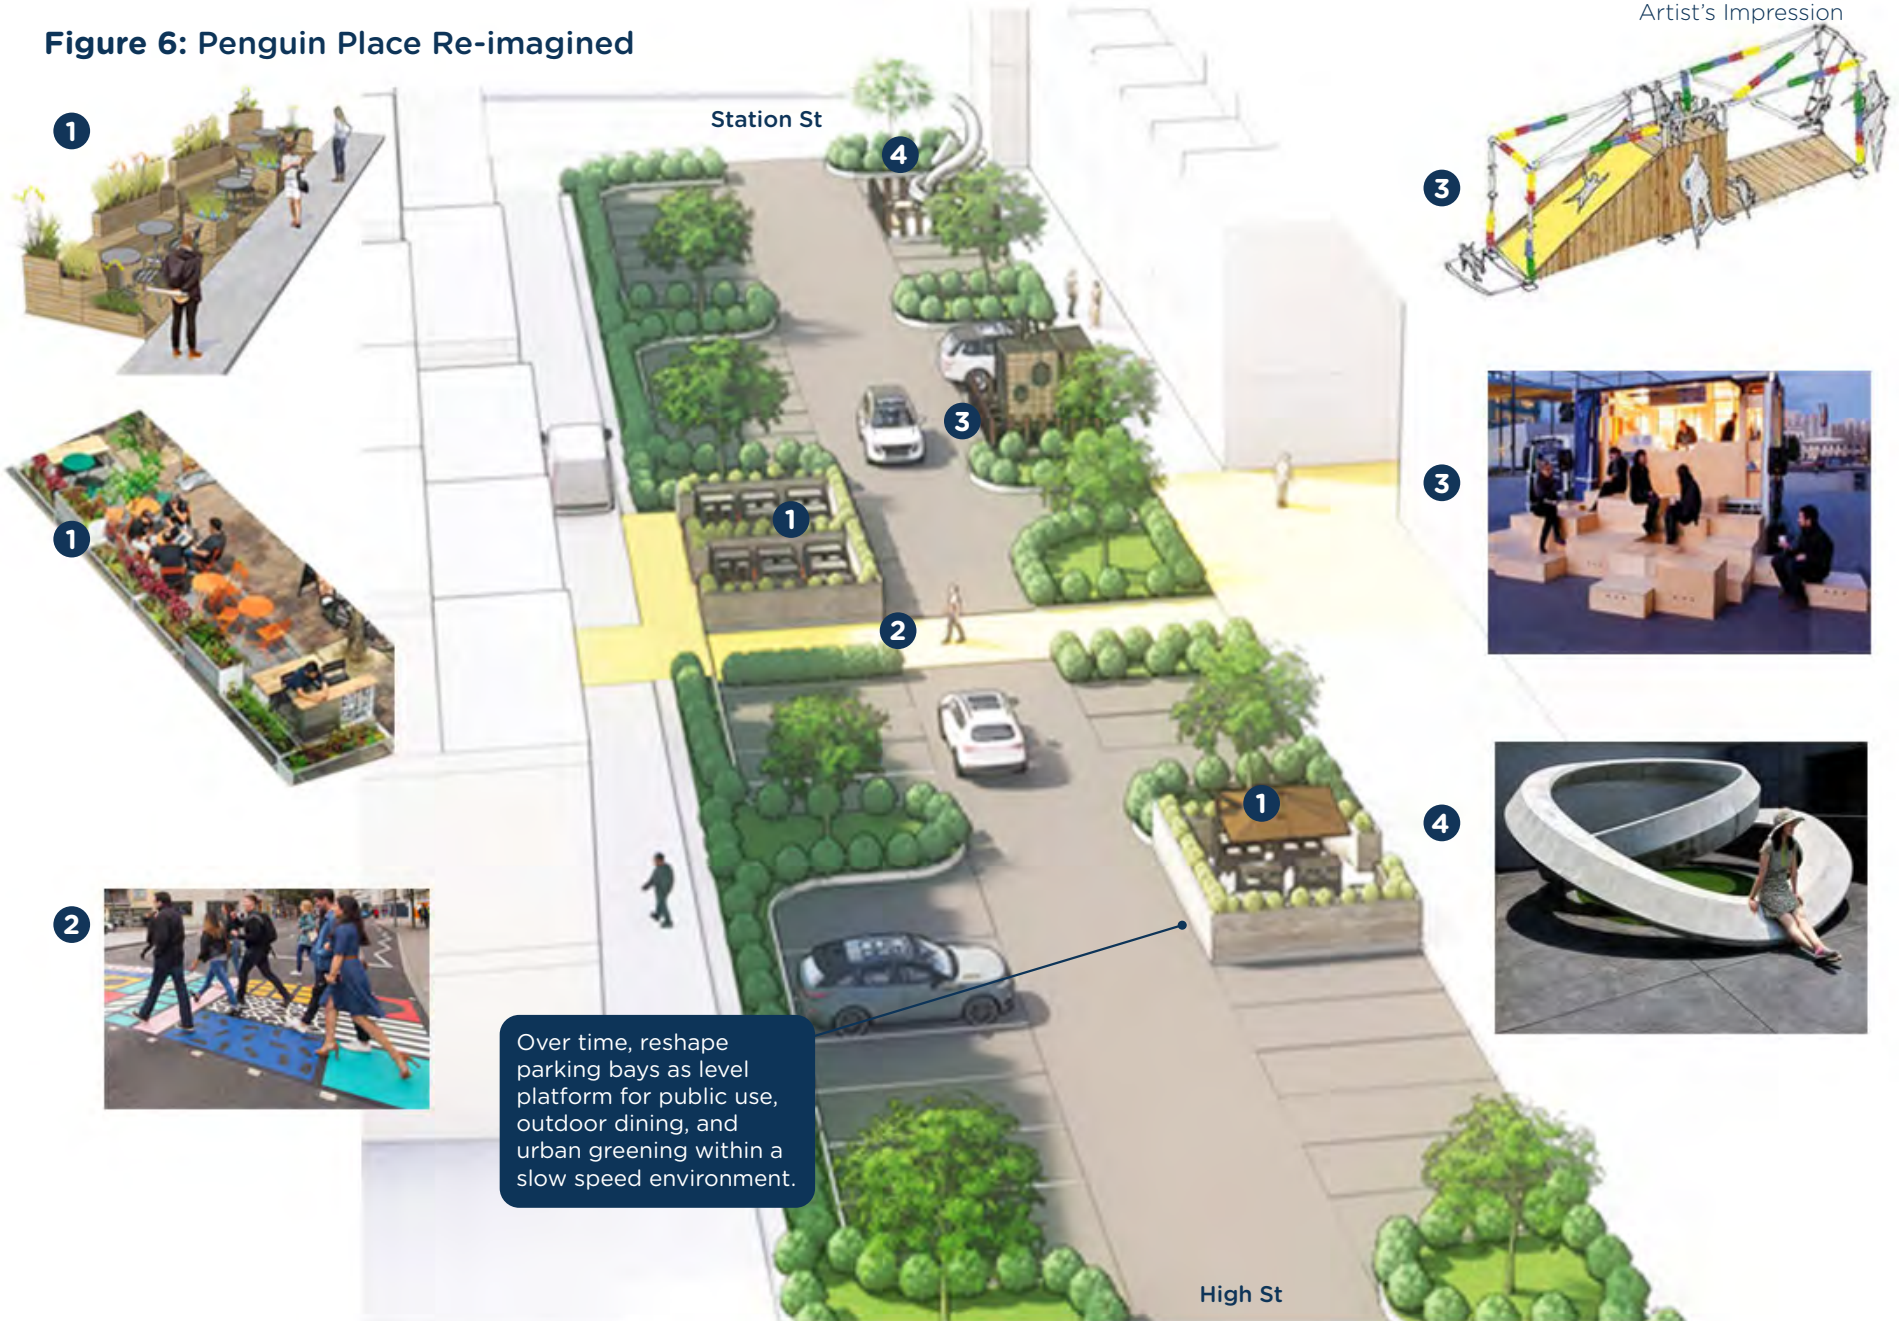 Artist's Impression
Figure 6: Penguin Place Re-imagined
1
Station St
4
3
3
1
3
1
2
3
1
4
2
Over time, reshape
parking bays as level
platform for public use,
outdoor dining, and
urban greening within a
slow speed environment.
High St
1